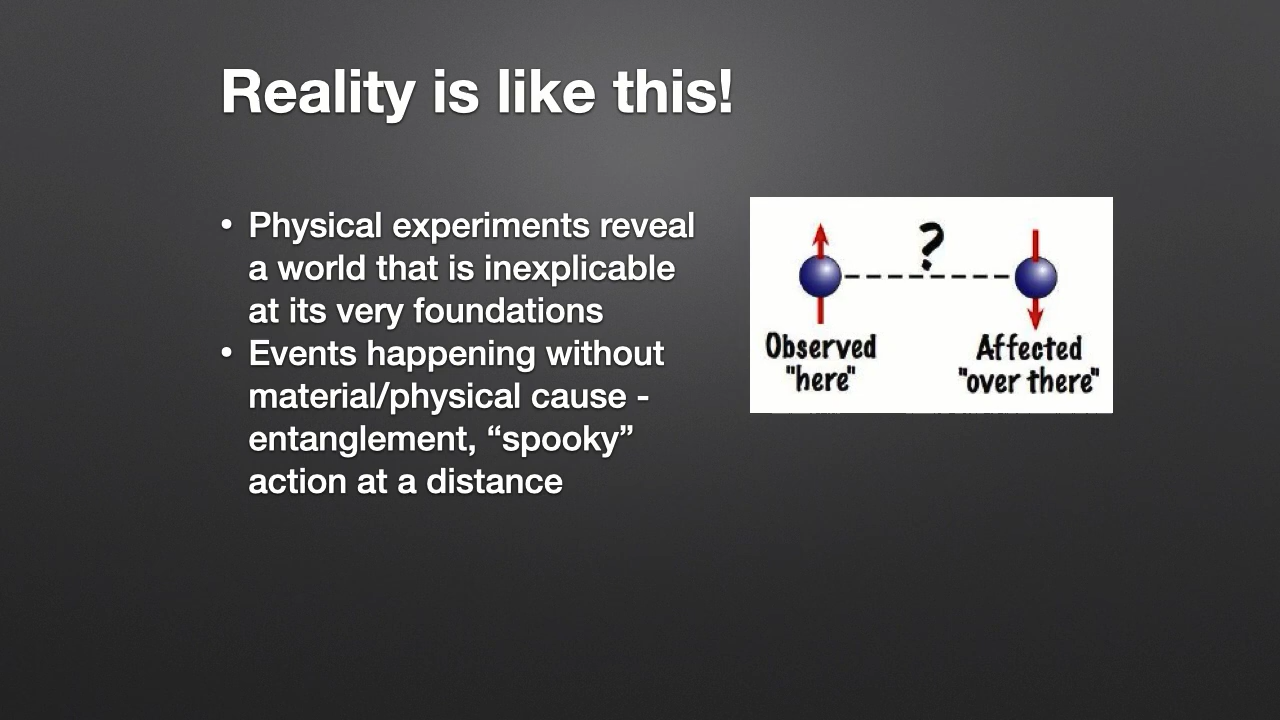 Reality is like this!
• Physical experiments reveal
a world that is inexplicable
at its very foundations
• Events happening without
material/physical cause -
entanglement, “spooky”
action at a distance
?
Observed
"here"
Affected
"over there"